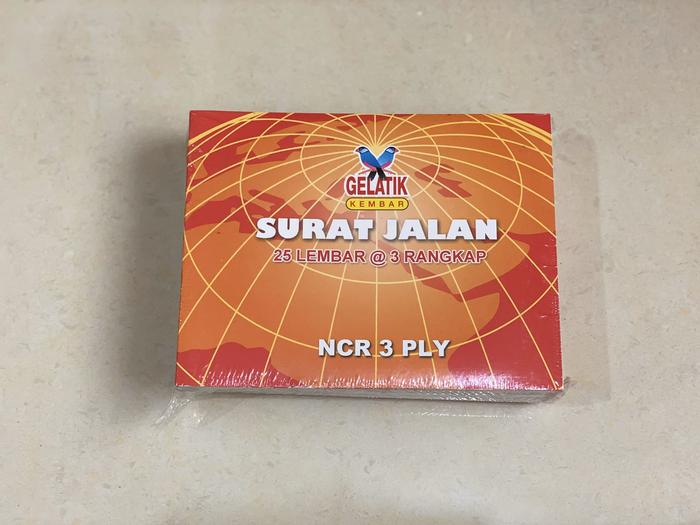 GELATIK
KEMBAR
SURAT JALAN
25 LEMBAR @ 3 RANGKAP
NCR 3 PLY